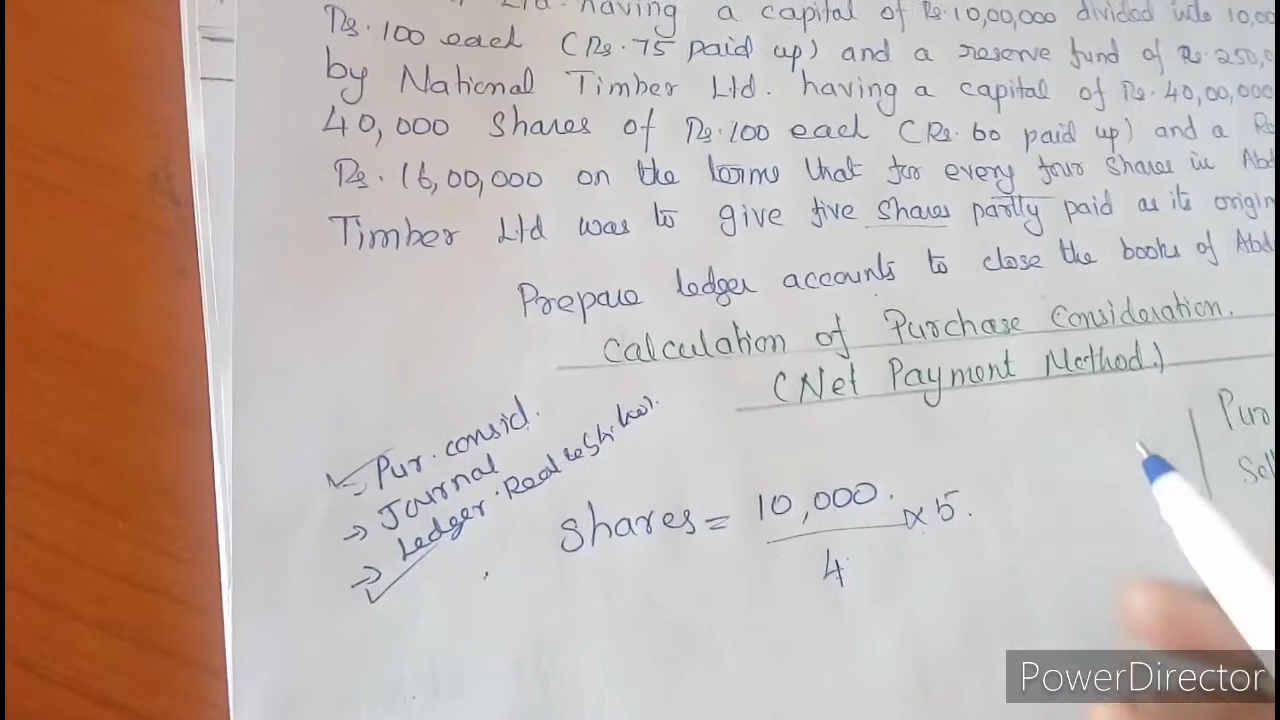 Ltd. having a capital of Rs. 10,00,000 divided into 10,00
Rs. 100 each (Rs. 75 paid up) and a reserve fund of Rs. 250,0
by National Timber Ltd. having a capital of Rs. 40,00,000
40,000 Shares of Rs. 100 each (Rs. 60 paid up) and a R
Rs. 16,00,000 on the terms that for every four shares in Abd
Timber Ltd was to give five shares partly paid as its origin
Prepare ledger accounts to close the books of Abd
Calculation of Purchase Consideration.
(Net Payment Method.)
Pur. consid.
→ Journal
→ Ledger. Real
Shares = 10,000 × 5.
4
Pur
Sel
PowerDirector